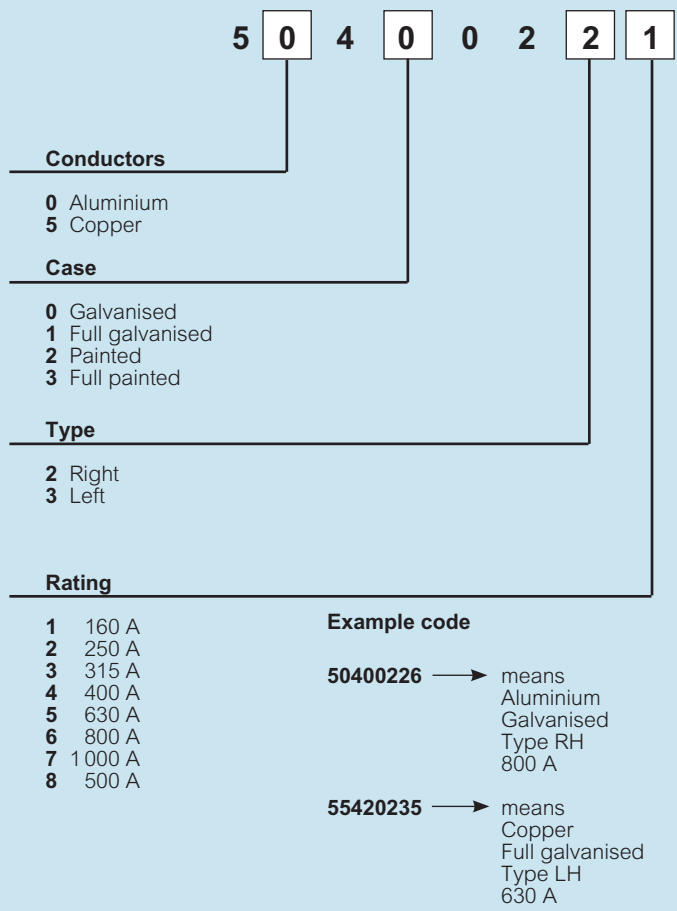 5 0 4 0 0 2 2 1
Conductors
0 Aluminium
5 Copper
Case
0 Galvanised
1 Full galvanised
2 Painted
3 Full painted
Type
2 Right
3 Left
Rating
1 160 A
2 250 A
3 315 A
4 400 A
5 630 A
6 800 A
7 1 000 A
8 500 A
Example code
50400226 means
Aluminium
Galvanised
Type RH
800 A
55420235 means
Copper
Full galvanised
Type LH
630 A